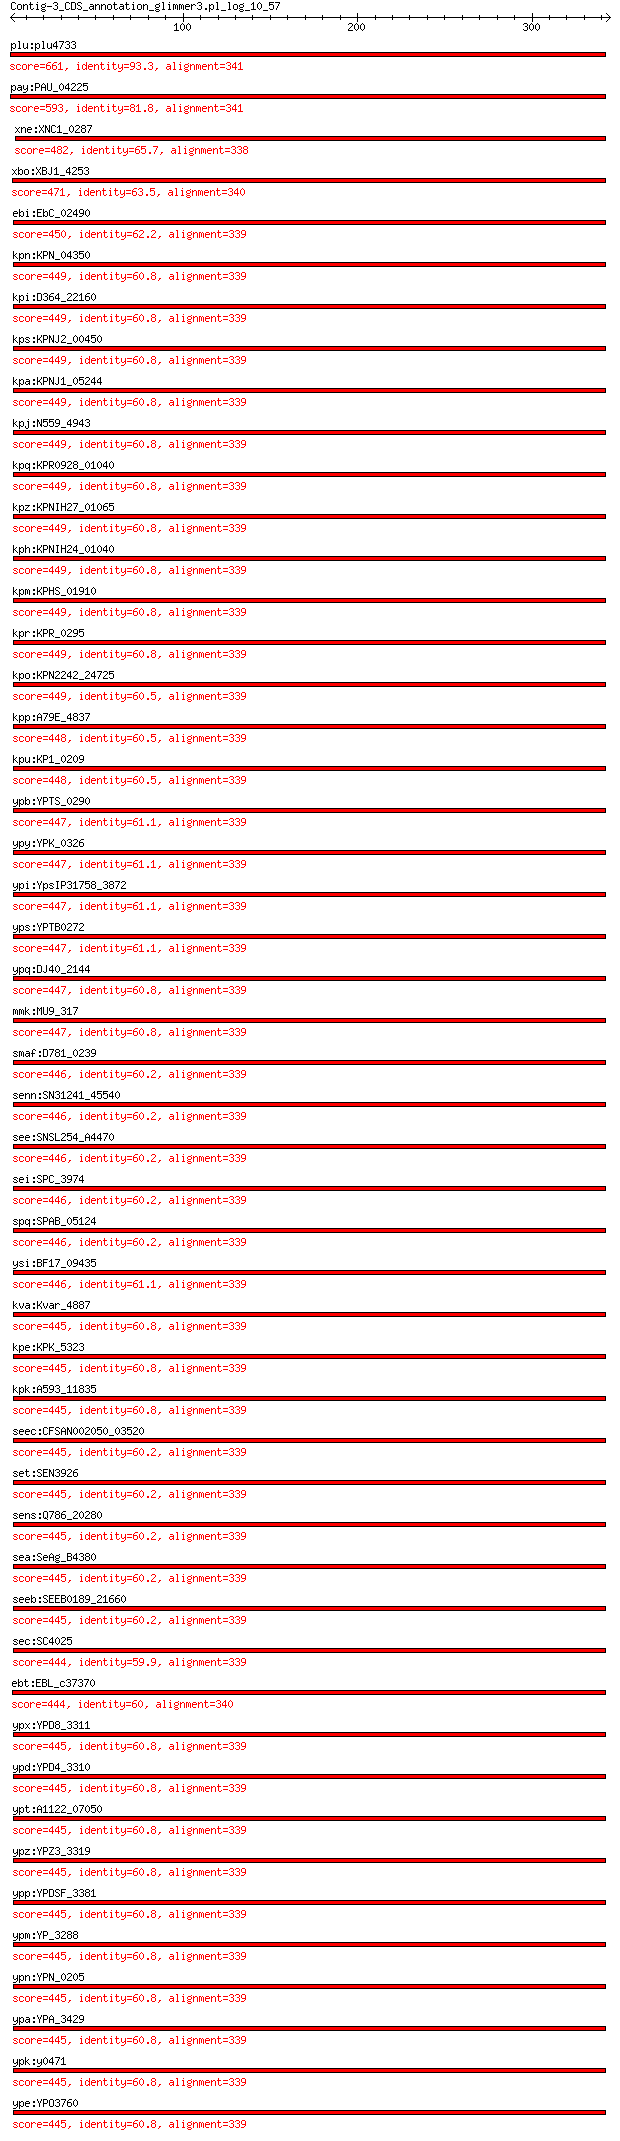 Contig-3_CDS_annotation_glimmer3.pl_log_10_57
100 200 300
plu:plu4733
score=661, identity=93.3, alignment=341
pay:PAU_04225
score=593, identity=81.8, alignment=341
xne:XNC1_0287
score=482, identity=65.7, alignment=338
xbo:XBJ1_4253
score=471, identity=63.5, alignment=340
ebi:EbC_02490
score=450, identity=62.2, alignment=339
kpn:KPN_04350
score=449, identity=60.8, alignment=339
kpi:D364_22160
score=449, identity=60.8, alignment=339
kps:KPNJ2_00450
score=449, identity=60.8, alignment=339
kpa:KPNJ1_05244
score=449, identity=60.8, alignment=339
kpj:N559_4943
score=449, identity=60.8, alignment=339
kpq:KPR0928_01040
score=449, identity=60.8, alignment=339
kpz:KPNIH27_01065
score=449, identity=60.8, alignment=339
kph:KPNIH24_01040
score=449, identity=60.8, alignment=339
kpm:KPHS_01910
score=449, identity=60.8, alignment=339
kpr:KPR_0295
score=449, identity=60.8, alignment=339
kpo:KPN2242_24725
score=449, identity=60.5, alignment=339
kpp:A79E_4837
score=448, identity=60.5, alignment=339
kpu:KP1_0209
score=448, identity=60.5, alignment=339
ypb:YPTS_0290
score=447, identity=61.1, alignment=339
ypy:YPK_0326
score=447, identity=61.1, alignment=339
ypi:YpsIP31758_3872
score=447, identity=61.1, alignment=339
yps:YPTB0272
score=447, identity=61.1, alignment=339
ypq:DJ40_2144
score=447, identity=60.8, alignment=339
mmk:MU9_317
score=447, identity=60.8, alignment=339
smaf:D781_0239
score=446, identity=60.2, alignment=339
senn:SN31241_45540
score=446, identity=60.2, alignment=339
see:SNSL254_A4470
score=446, identity=60.2, alignment=339
sei:SPC_3974
score=446, identity=60.2, alignment=339
spq:SPAB_05124
score=446, identity=60.2, alignment=339
ysi:BF17_09435
score=446, identity=61.1, alignment=339
kva:Kvar_4887
score=445, identity=60.8, alignment=339
kpe:KPK_5323
score=445, identity=60.8, alignment=339
kpk:A593_11835
score=445, identity=60.8, alignment=339
seec:CFSAN002050_03520
score=445, identity=60.2, alignment=339
set:SEN3926
score=445, identity=60.2, alignment=339
sens:Q786_20280
score=445, identity=60.2, alignment=339
sea:SeAg_B4380
score=445, identity=60.2, alignment=339
seeb:SEEB0189_21660
score=445, identity=60.2, alignment=339
sec:SC4025
score=444, identity=59.9, alignment=339
ebt:EBL_c37370
score=444, identity=60, alignment=340
ypx:YPD8_3311
score=445, identity=60.8, alignment=339
ypd:YPD4_3310
score=445, identity=60.8, alignment=339
ypt:A1122_07050
score=445, identity=60.8, alignment=339
ypz:YPZ3_3319
score=445, identity=60.8, alignment=339
ypp:YPDSF_3381
score=445, identity=60.8, alignment=339
ypm:YP_3288
score=445, identity=60.8, alignment=339
ypn:YPN_0205
score=445, identity=60.8, alignment=339
ypa:YPA_3429
score=445, identity=60.8, alignment=339
ypk:y0471
score=445, identity=60.8, alignment=339
ype:YPO3760
score=445, identity=60.8, alignment=339